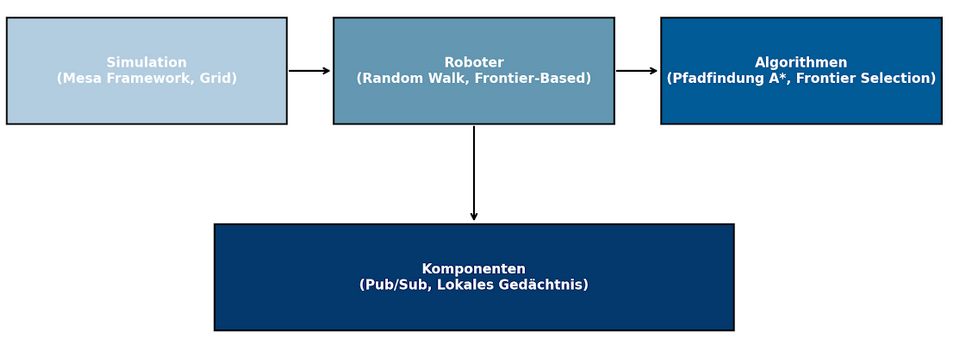 Simulation
(Mesa Framework, Grid)
Roboter
(Random Walk, Frontier-Based)
Algorithmen
(Pfadfindung A*, Frontier Selection)
Komponenten
(Pub/Sub, Lokales Gedächtnis)